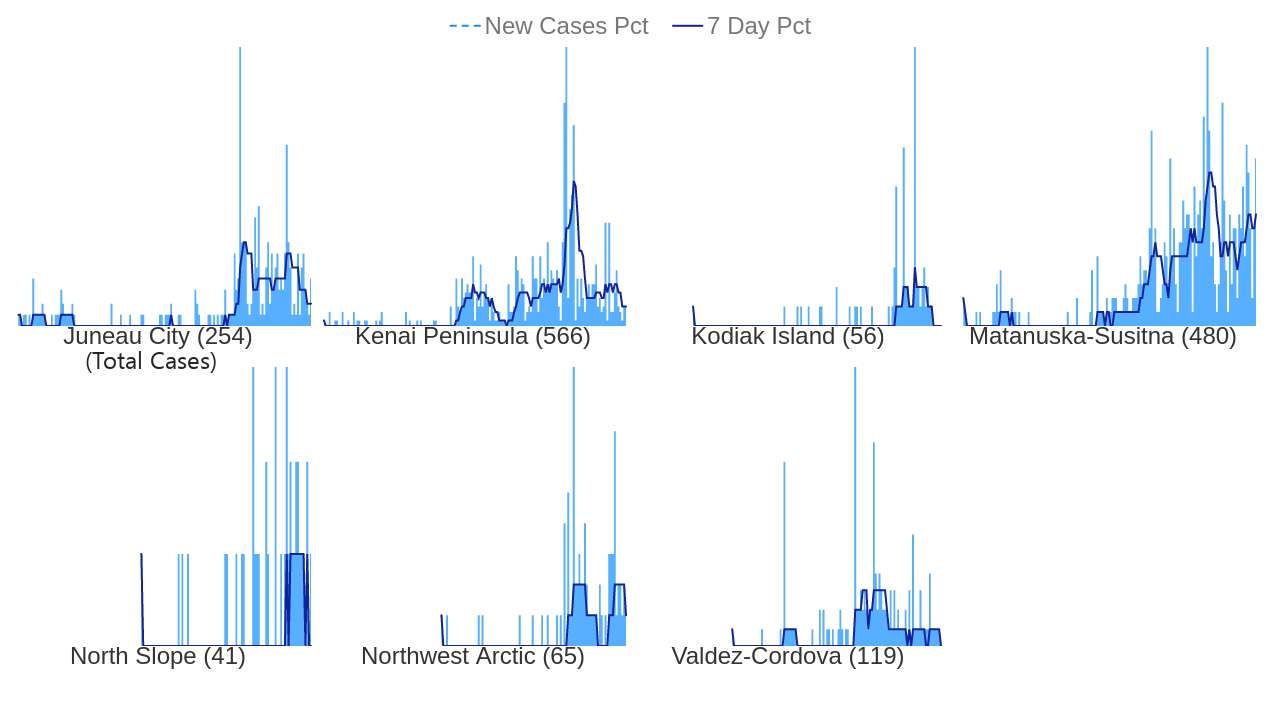 New Cases Pct 7 Day Pct
Juneau City (254)
(Total Cases)
Kenai Peninsula (566)
Kodiak Island (56)
Matanuska-Susitna (480)
North Slope (41)
Northwest Arctic (65)
Valdez-Cordova (119)